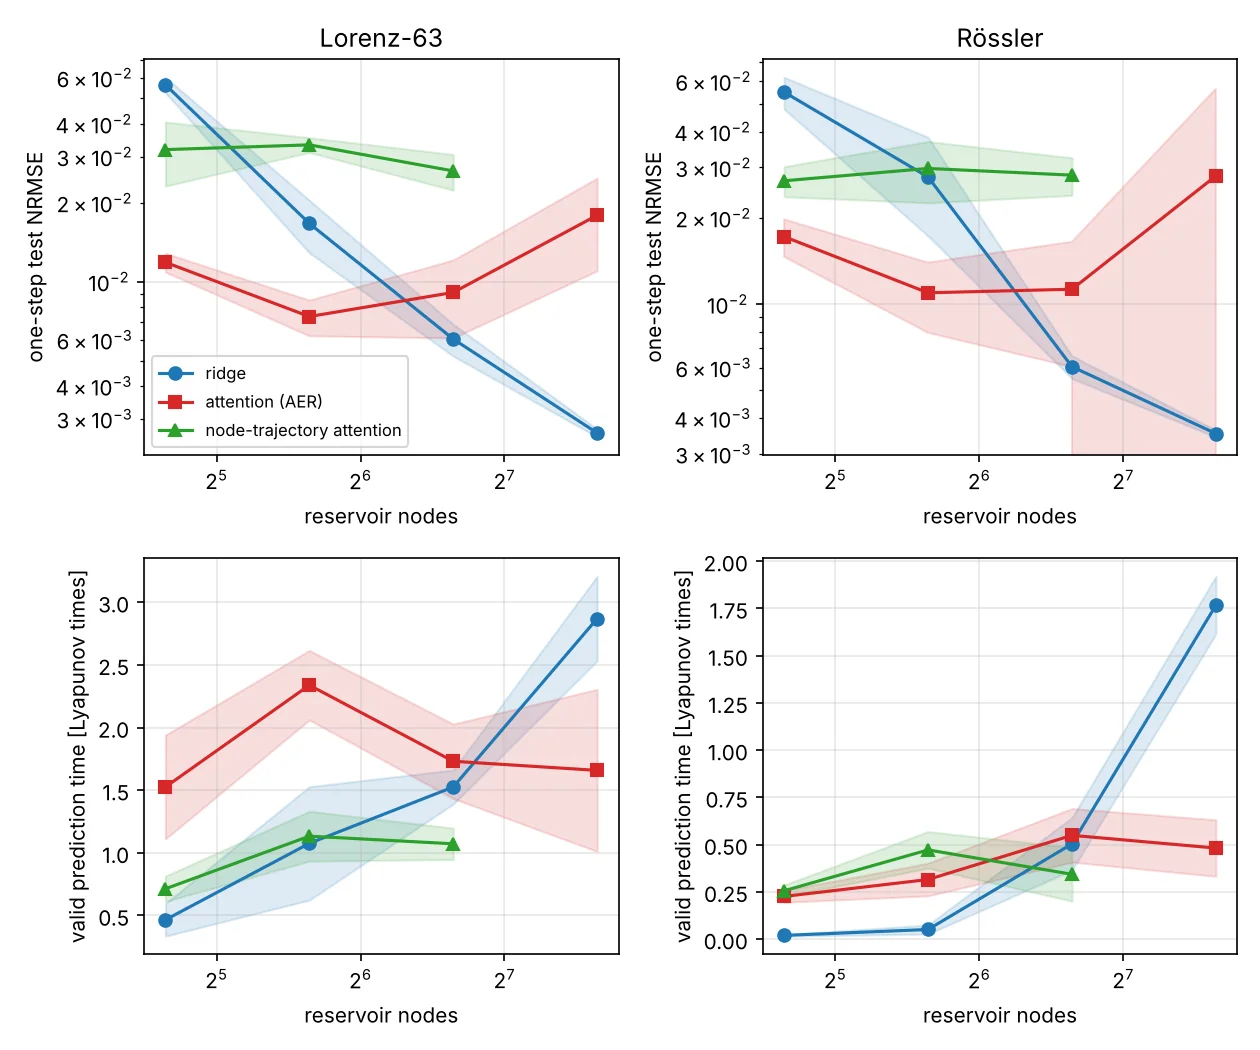 Lorenz-63
6 × 10⁻²
4 × 10⁻²
3 × 10⁻²
2 × 10⁻²
10⁻²
6 × 10⁻³
4 × 10⁻³
3 × 10⁻³
one-step test NRMSE
ridge
attention (AER)
node-trajectory attention
2⁵
2⁶
2⁷
reservoir nodes
Rössler
6 × 10⁻²
4 × 10⁻²
3 × 10⁻²
2 × 10⁻²
10⁻²
6 × 10⁻³
4 × 10⁻³
3 × 10⁻³
one-step test NRMSE
2⁵
2⁶
2⁷
reservoir nodes
3.0
2.5
2.0
1.5
1.0
0.5
valid prediction time [Lyapunov times]
2⁵
2⁶
2⁷
reservoir nodes
2.00
1.75
1.50
1.25
1.00
0.75
0.50
0.25
0.00
valid prediction time [Lyapunov times]
2⁵
2⁶
2⁷
reservoir nodes